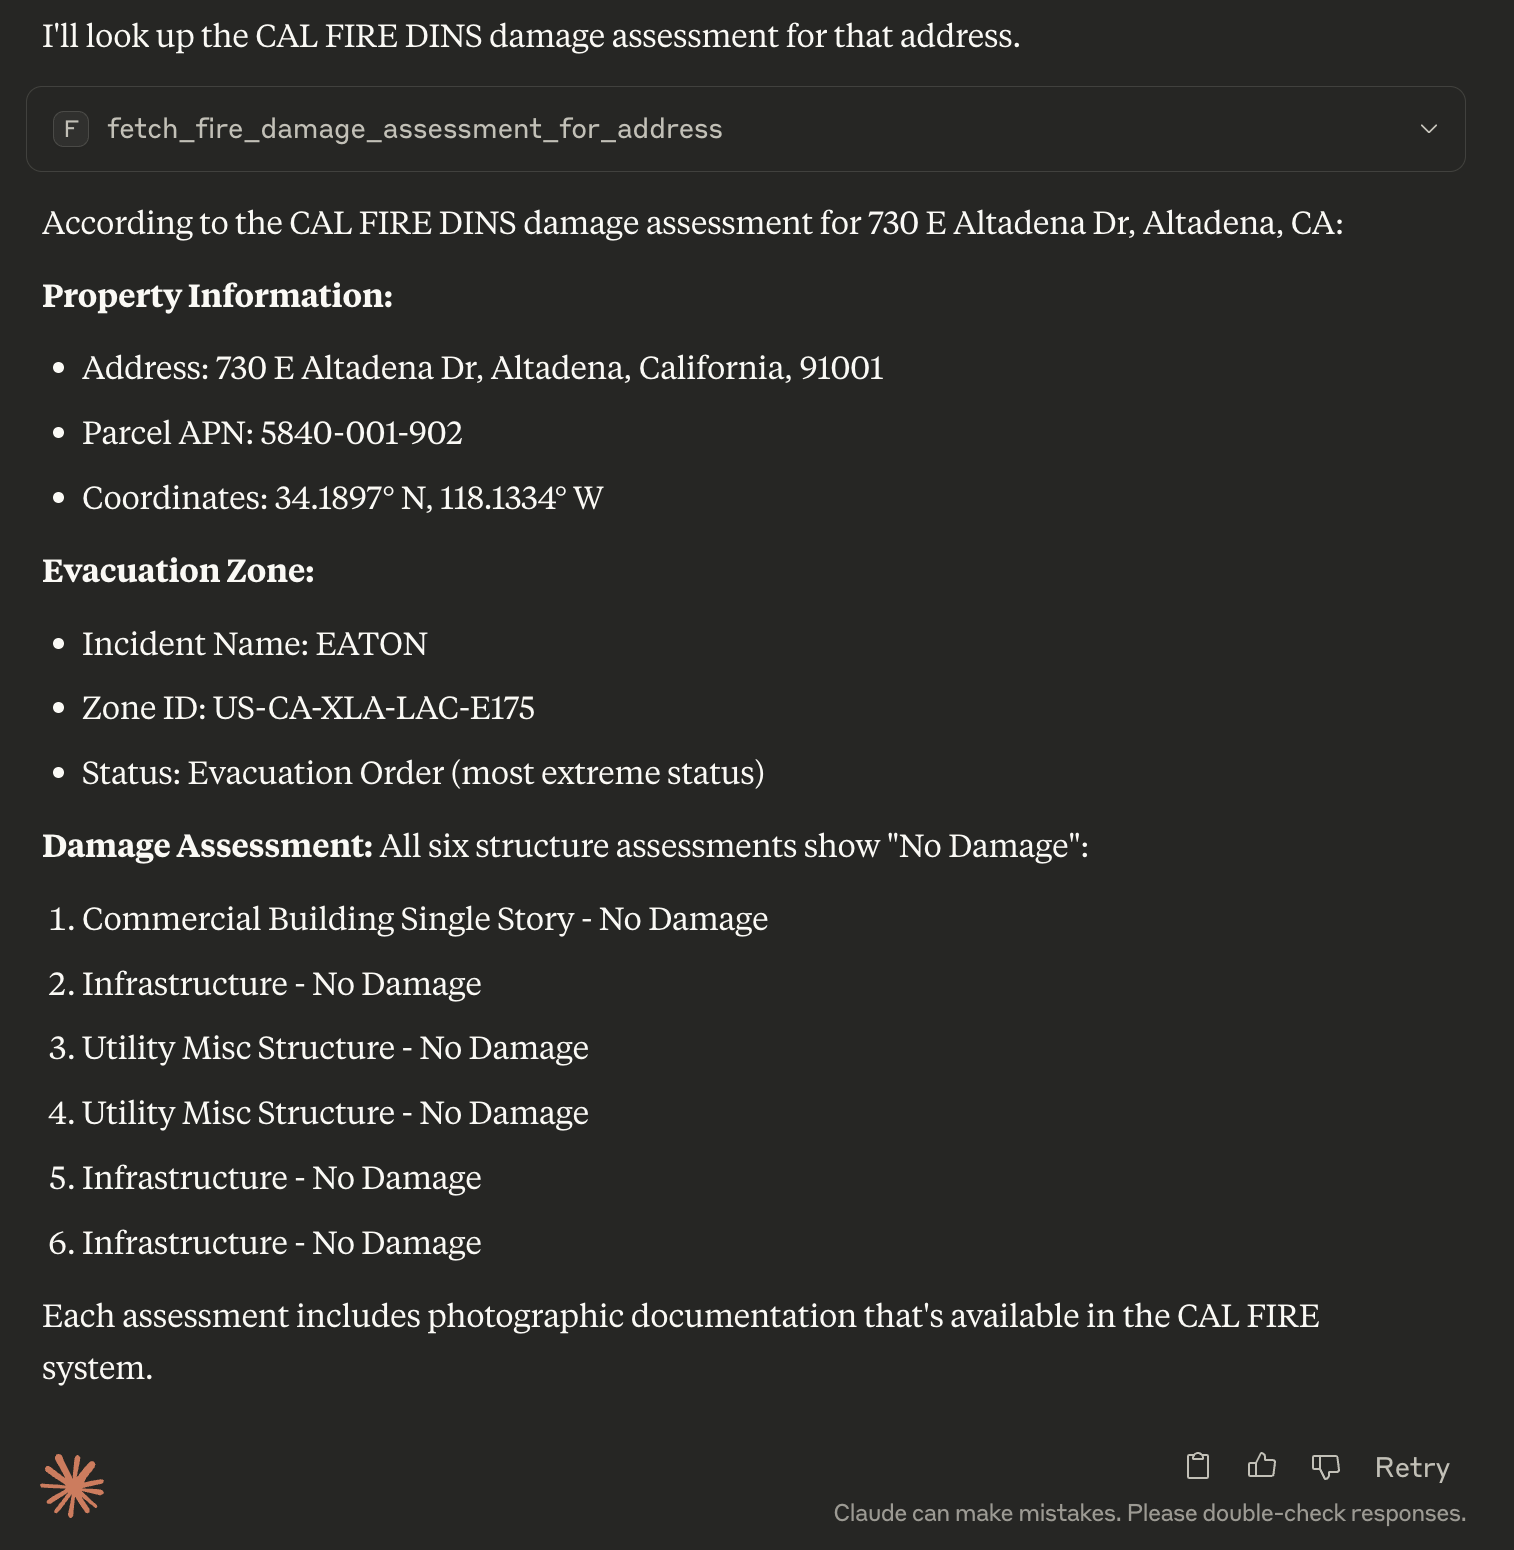 I'll look up the CAL FIRE DINS damage assessment for that address.
F fetch_fire_damage_assessment_for_address
According to the CAL FIRE DINS damage assessment for 730 E Altadena Dr, Altadena, CA:
Property Information:
• Address: 730 E Altadena Dr, Altadena, California, 91001
• Parcel APN: 5840-001-902
• Coordinates: 34.1897° N, 118.1334° W
Evacuation Zone:
• Incident Name: EATON
• Zone ID: US-CA-XLA-LAC-E175
• Status: Evacuation Order (most extreme status)
Damage Assessment: All six structure assessments show "No Damage":
1. Commercial Building Single Story - No Damage
2. Infrastructure - No Damage
3. Utility Misc Structure - No Damage
4. Utility Misc Structure - No Damage
5. Infrastructure - No Damage
6. Infrastructure - No Damage
Each assessment includes photographic documentation that's available in the CAL FIRE
system.
Retry
Claude can make mistakes. Please double-check responses.